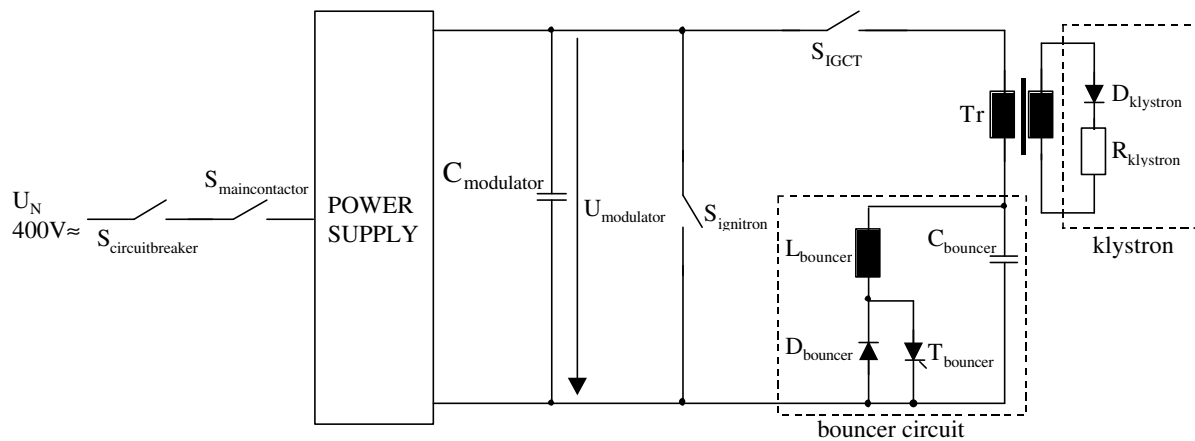 U_N
400V≈
S_circuitbreaker
S_maincontactor
POWER
SUPPLY
C_modulator
U_modulator
S_ignitron
S_IGCT
Tr
D_klystron
R_klystron
klystron
L_bouncer
C_bouncer
D_bouncer
T_bouncer
bouncer circuit